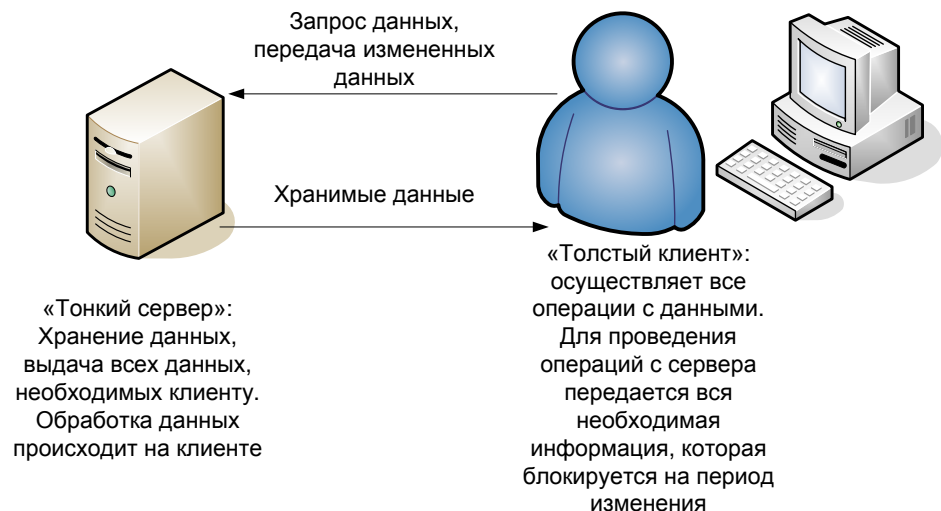 Запрос данных,
передача измененных
данных
Хранимые данные
«Тонкий сервер»:
Хранение данных,
выдача всех данных,
необходимых клиенту.
Обработка данных
происходит на клиенте
«Толстый клиент»:
осуществляет все
операции с данными.
Для проведения
операций с сервера
передается вся
необходимая
информация, которая
блокируется на период
изменения